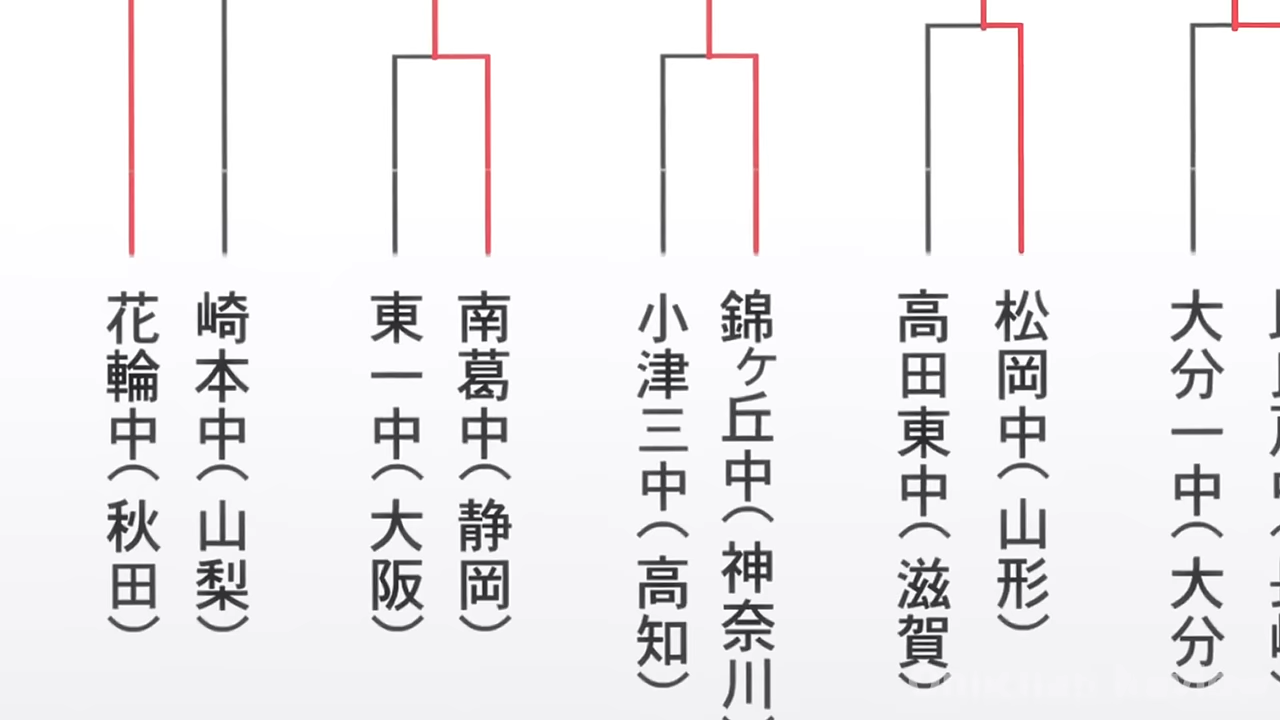 花輪中(秋田)
崎本中(山梨)
東一中(大阪)
南葛中(静岡)
小津三中(高知)
錦ケ丘中(神奈川)
高田東中(滋賀)
松岡中(山形)
大分一中(大分)